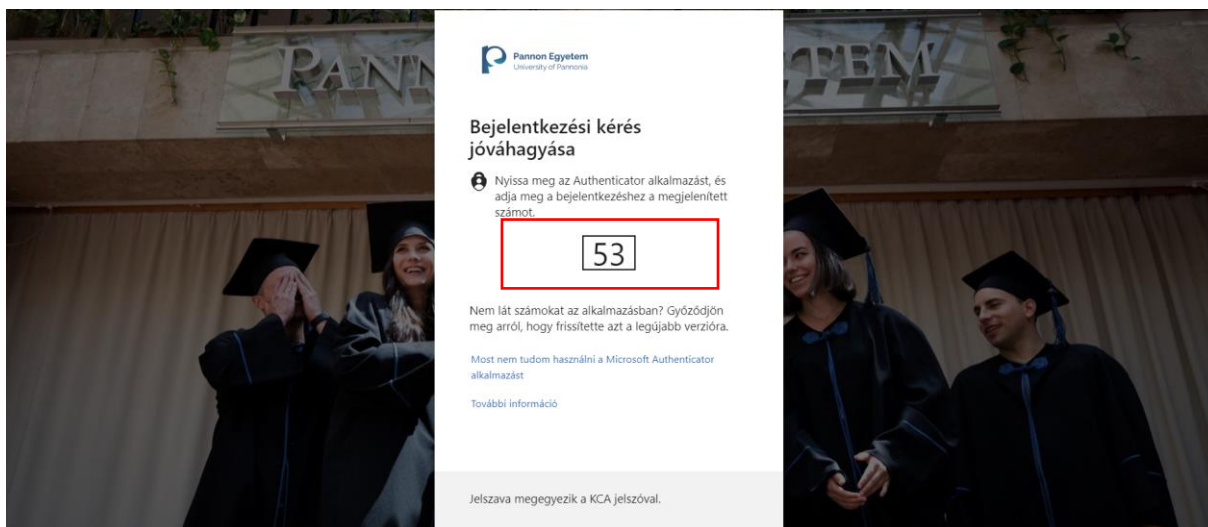 PANN
TEM
Pannon Egyetem
University of Pannonia
Bejelentkezési kérés
jóváhagyása
Nyissa meg az Authenticator alkalmazást, és
adja meg a bejelentkezéshez a megjelenített
számot.
53
Nem lát számokat az alkalmazásban? Győződjön
meg arról, hogy frissítette azt a legújabb verzióra.
Most nem tudom használni a Microsoft Authenticator
alkalmazást
További információ
Jelszava megegyezik a KCA jelszóval.